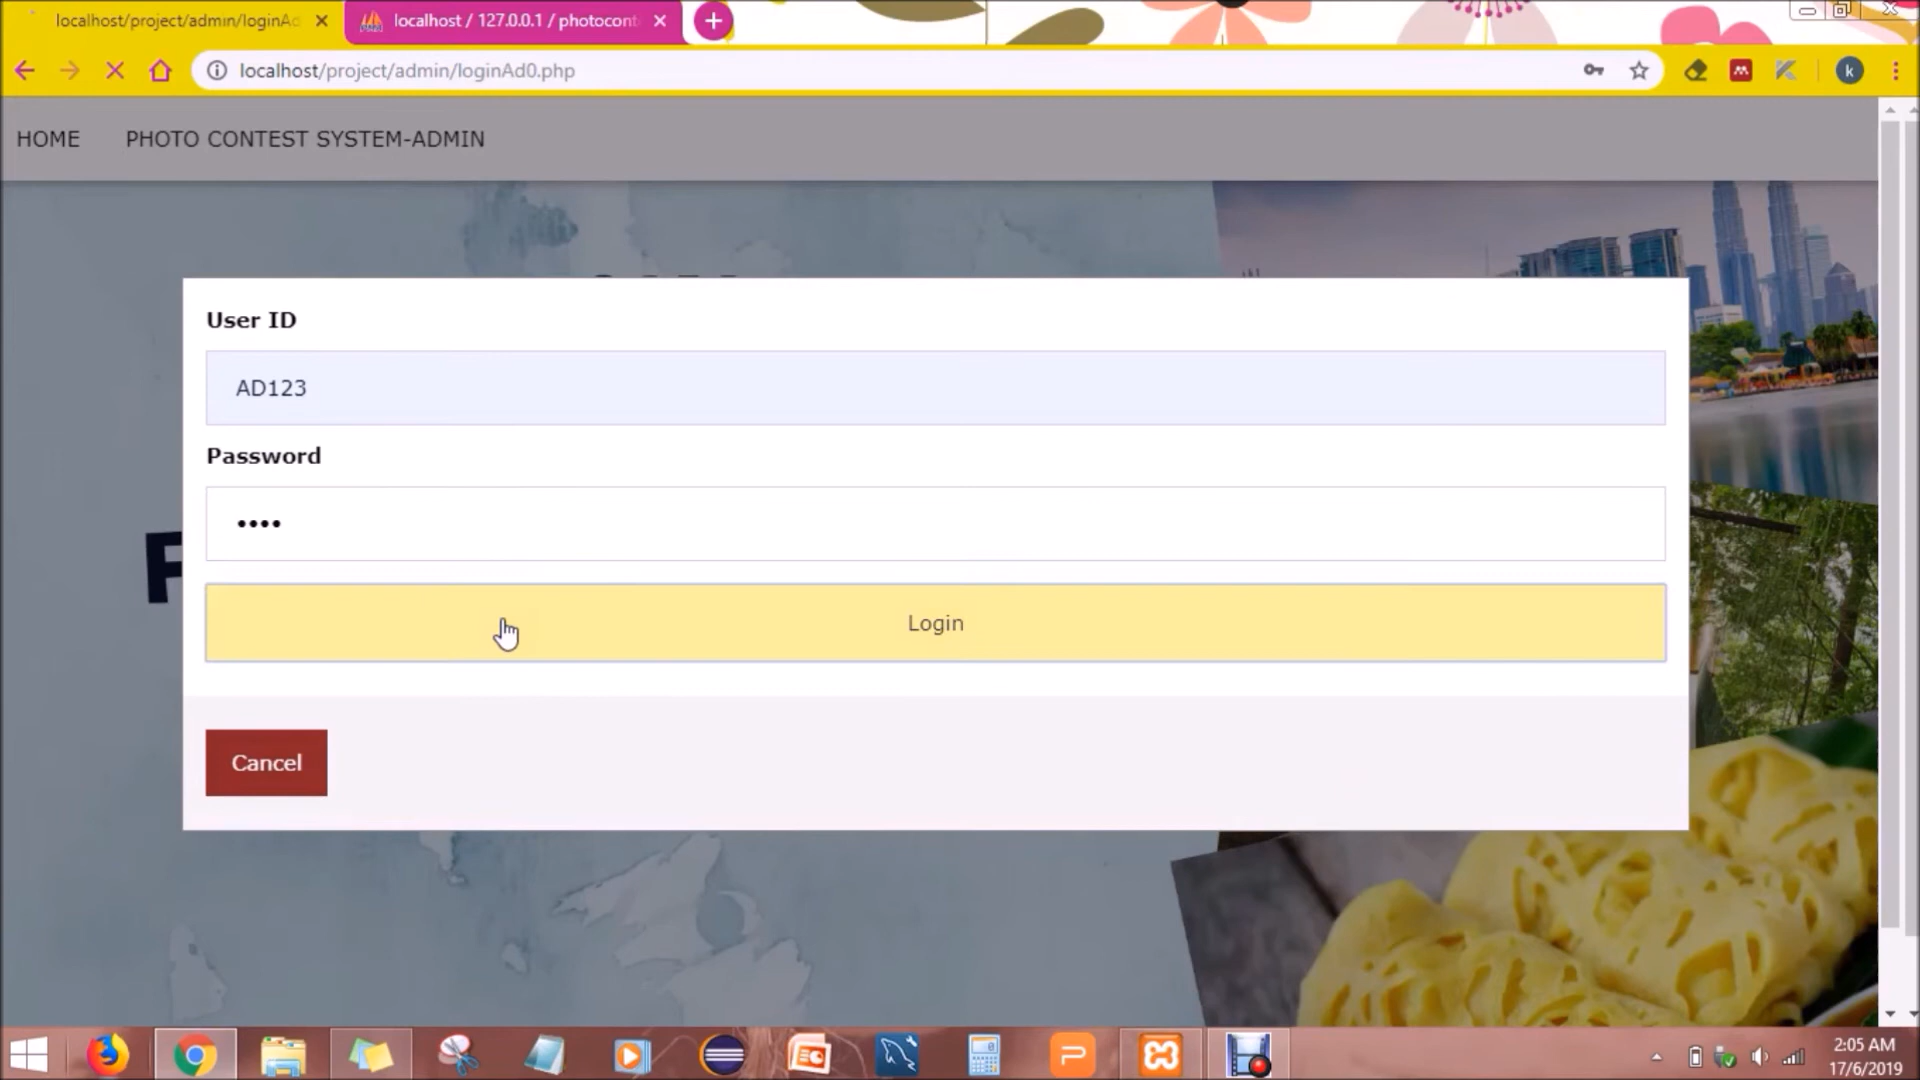 localhost/project/admin/loginAd
localhost / 127.0.0.1 / photocont
localhost/project/admin/loginAd0.php
k
HOME PHOTO CONTEST SYSTEM-ADMIN
User ID
AD123
Password
••••
Login
Cancel
2:05 AM
17/6/2019